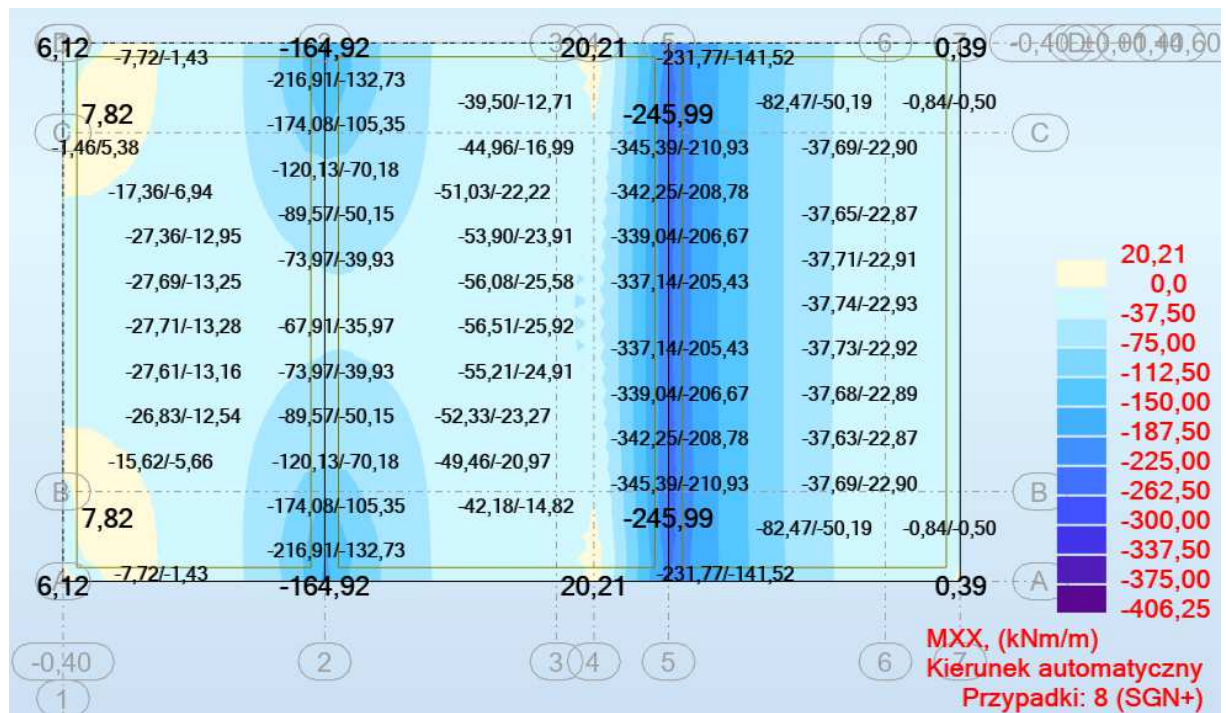 6,12 -164,92 3 20,21 5 6 0,39
-7,72/-1,43 -231,77/-141,52
-216,91/-132,73
-39,50/-12,71 -82,47/-50,19 -0,84/-0,50
7,82 -245,99
-174,08/-105,35
C C
-1,46/5,38 -44,96/-16,99 -345,39/-210,93 -37,69/-22,90
-120,13/-70,18
-17,36/-6,94 -51,03/-22,22 -342,25/-208,78
-89,57/-50,15 -37,65/-22,87
-27,36/-12,95 -53,90/-23,91 -339,04/-206,67
-73,97/-39,93 -37,71/-22,91 20,21
-27,69/-13,25 -56,08/-25,58 -337,14/-205,43 0,0
-37,74/-22,93 -37,50
-27,71/-13,28 -67,91/-35,97 -56,51/-25,92 -75,00
-337,14/-205,43 -37,73/-22,92 -112,50
-27,61/-13,16 -73,97/-39,93 -55,21/-24,91
-339,04/-206,67 -37,68/-22,89 -150,00
-26,83/-12,54 -89,57/-50,15 -52,33/-23,27 -187,50
-342,25/-208,78 -37,63/-22,87 -225,00
-15,62/-5,66 -120,13/-70,18 -49,46/-20,97
-345,39/-210,93 -37,69/-22,90 -262,50
B B
-174,08/-105,35 -42,18/-14,82
7,82 -245,99 -300,00
-82,47/-50,19 -0,84/-0,50
-216,91/-132,73 -337,50
-7,72/-1,43 -231,77/-141,52 -375,00
6,12 -164,92 20,21 0,39 A
-406,25
MXX, (kNm/m)
-0,40 2 3 4 5 6 7
Kierunek automatyczny
1 Przypadki: 8 (SGN+)